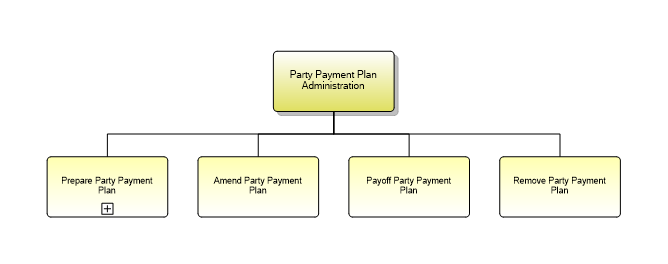 Party Payment Plan
Administration
Prepare Party Payment
Plan
Amend Party Payment
Plan
Payoff Party Payment
Plan
Remove Party Payment
Plan